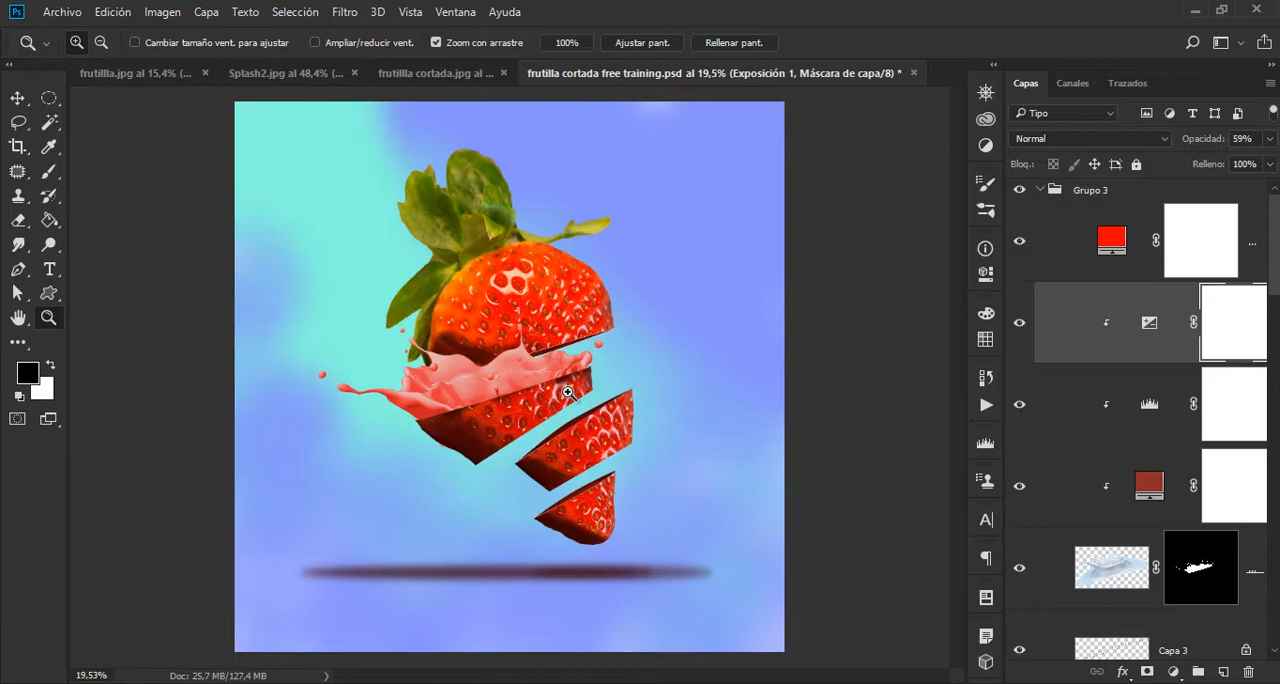 Ps Archivo Edición Imagen Capa Texto Selección Filtro 3D Vista Ventana Ayuda
Cambiar tamaño vent. para ajustar Ampliar/reducir vent. Zoom con arrastre 100% Ajustar pant. Rellenar pant.
frutillla.jpg al 15,4% (... × Splash2.jpg al 48,4% (... × frutillla cortada.jpg al ... × frutilla cortada free training.psd al 19,5% (Exposición 1, Máscara de capa/8) * ×
Capas Canales Trazados
Tipo
Normal Opacidad: 59%
Bloq.: Relleno: 100%
Grupo 3
...
Capa 3
19,53% Doc: 25,7 MB/127,4 MB